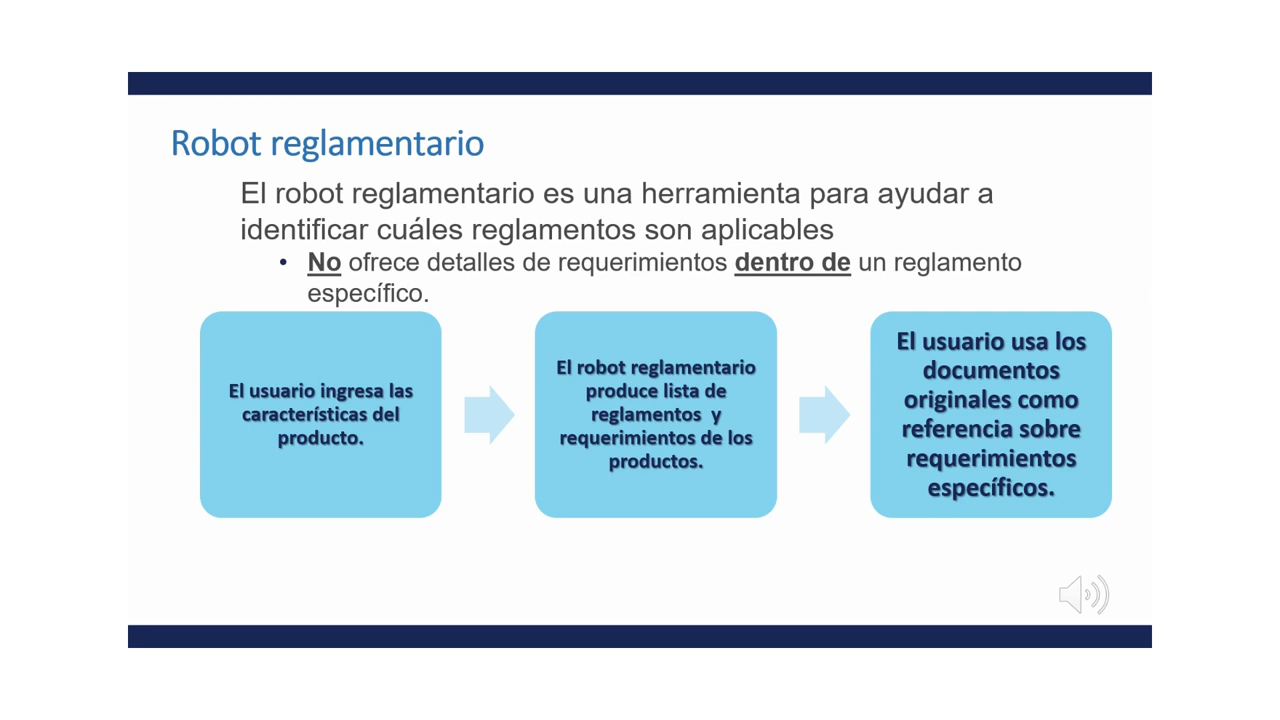 Robot reglamentario
El robot reglamentario es una herramienta para ayudar a
identificar cuáles reglamentos son aplicables
• No ofrece detalles de requerimientos dentro de un reglamento
específico.
El usuario ingresa las
características del
producto.
El robot reglamentario
produce lista de
reglamentos y
requerimientos de los
productos.
El usuario usa los
documentos
originales como
referencia sobre
requerimientos
específicos.